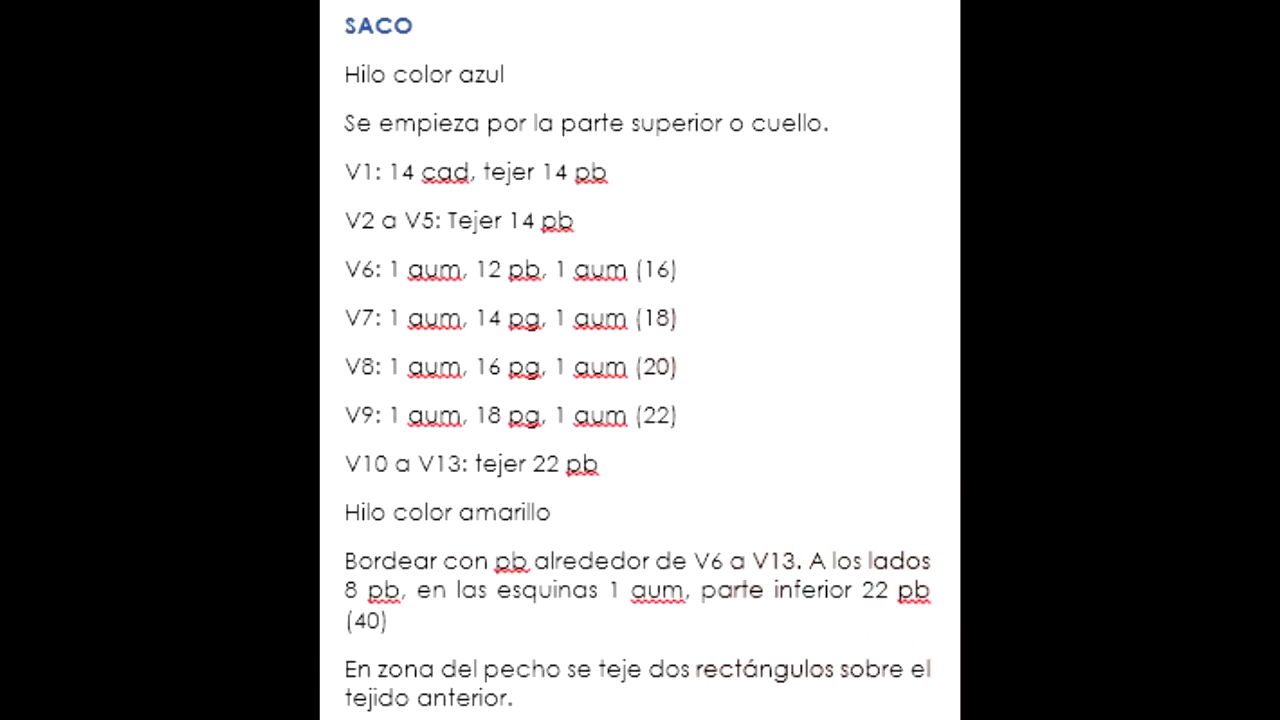 SACO
Hilo color azul
Se empieza por la parte superior o cuello.
V1: 14 cad, tejer 14 pb
V2 a V5: Tejer 14 pb
V6: 1 aum, 12 pb, 1 aum (16)
V7: 1 aum, 14 pg, 1 aum (18)
V8: 1 aum, 16 pg, 1 aum (20)
V9: 1 aum, 18 pg, 1 aum (22)
V10 a V13: tejer 22 pb
Hilo color amarillo
Bordear con pb alrededor de V6 a V13. A los lados
8 pb, en las esquinas 1 aum, parte inferior 22 pb
(40)
En zona del pecho se teje dos rectángulos sobre el
tejido anterior.